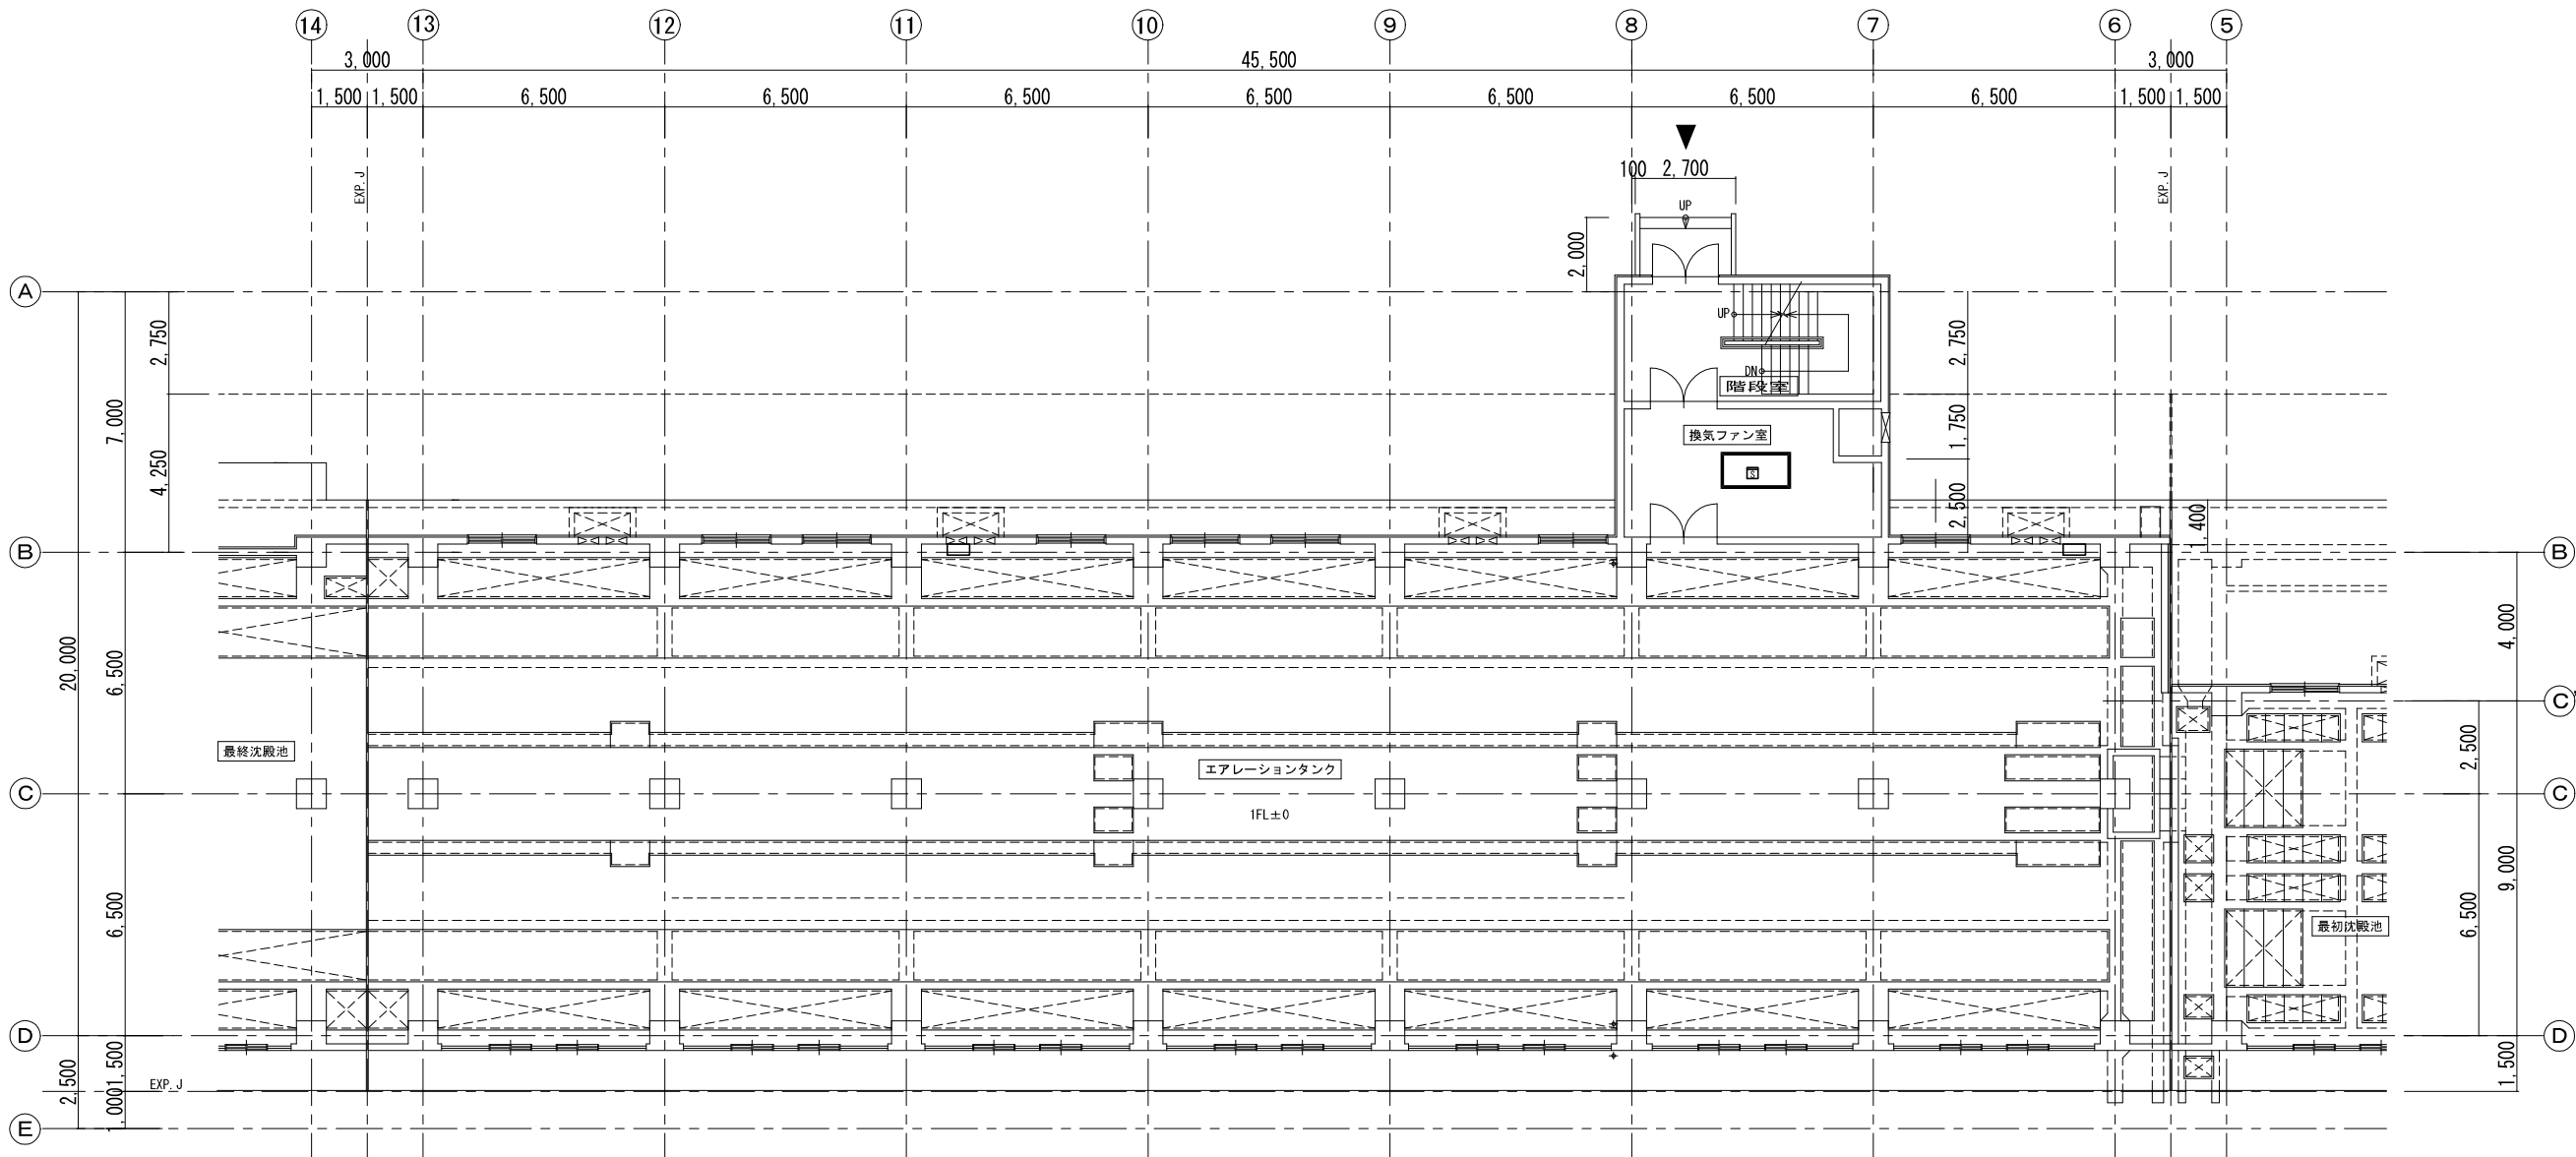 14 13 12 11 10 9 8 7 6 5
3,000 45,500 3,000
1,500 1,500 6,500 6,500 6,500 6,500 6,500 6,500 6,500 1,500 1,500
EXP.J EXP.J
100 2,700
UP
2,000
A
2,750 UP 2,750
DN
階段室
7,000 換気ファン室 1,750
S
4,250 2,500 1,400
B B
20,000 6,500 4,000
C'
最終沈殿池 エアレーションタンク 2,500
C C
1FL±0
6,500 最初沈殿池 6,500 9,000
D D
2,500 1,000 1,500 EXP.J 1,500
E